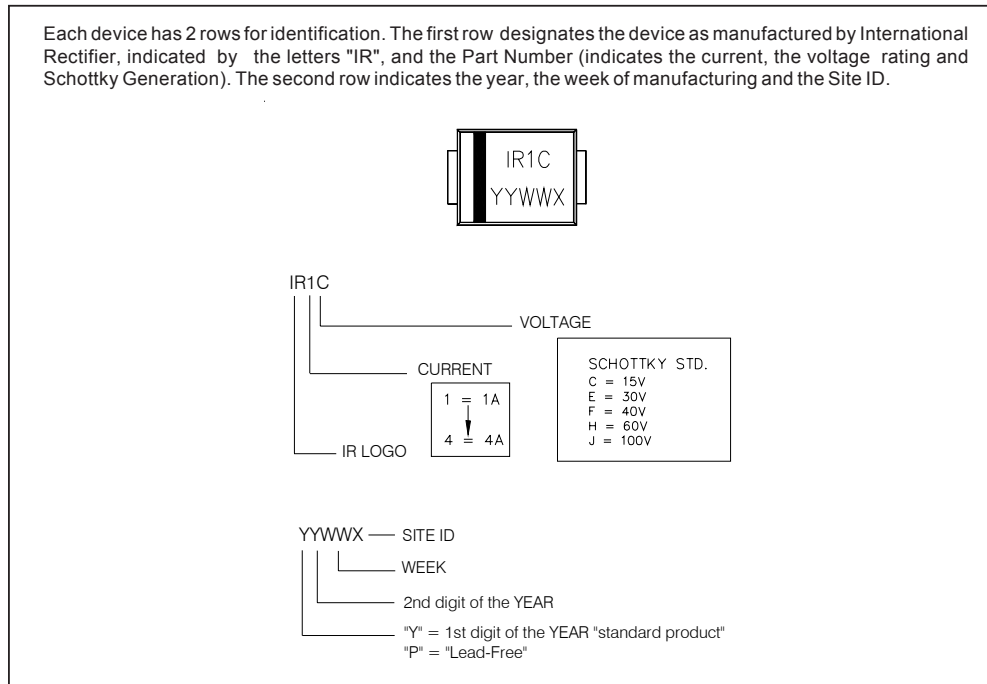 Each device has 2 rows for identification. The first row designates the device as manufactured by International
Rectifier, indicated by the letters "IR", and the Part Number (indicates the current, the voltage rating and
Schottky Generation). The second row indicates the year, the week of manufacturing and the Site ID.
IR1C
YYWWX
IR1C
VOLTAGE
SCHOTTKY STD.
C = 15V
E = 30V
F = 40V
H = 60V
J = 100V
CURRENT
1 = 1A
4 = 4A
IR LOGO
YYWWX
SITE ID
WEEK
2nd digit of the YEAR
"Y" = 1st digit of the YEAR "standard product"
"P" = "Lead-Free"